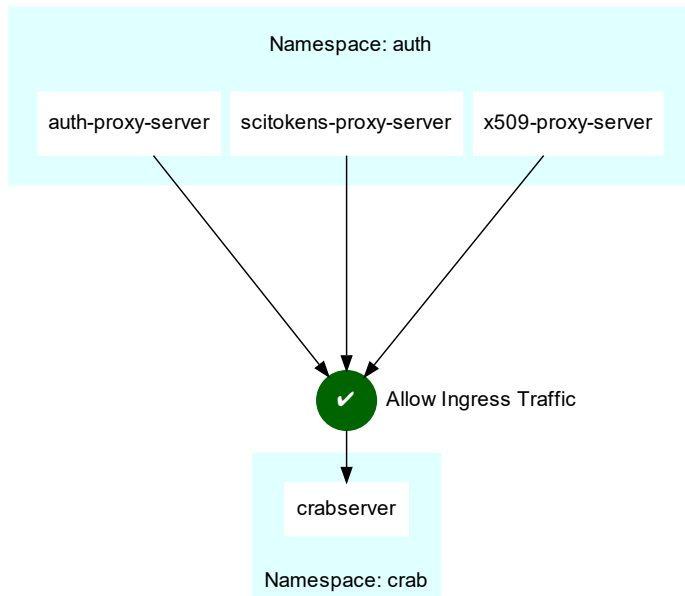 Namespace: auth
auth-proxy-server
scitokens-proxy-server
x509-proxy-server
✔
Allow Ingress Traffic
crabserver
Namespace: crab